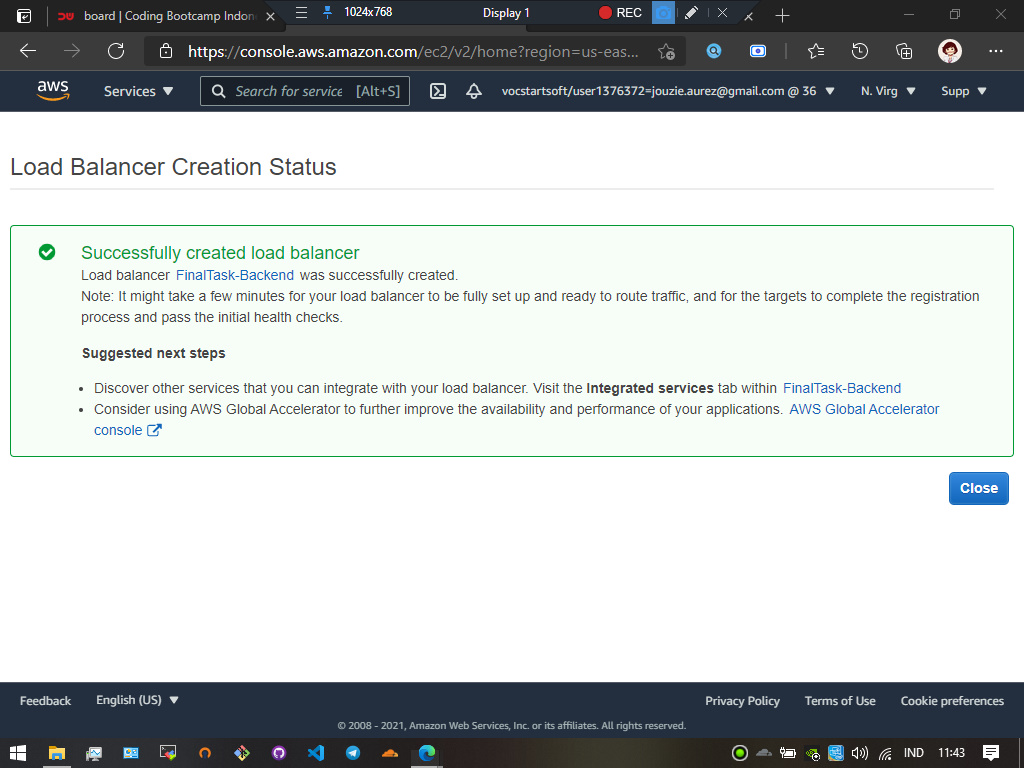 board | Coding Bootcamp Indon
1024x768
Display 1
REC
https://console.aws.amazon.com/ec2/v2/home?region=us-eas...
aws
Services
Search for service
[Alt+S]
vocstartsoft/user1376372=jouzie.aurez@gmail.com @ 36
N. Virg
Supp
Load Balancer Creation Status
Successfully created load balancer
Load balancer FinalTask-Backend was successfully created.
Note: It might take a few minutes for your load balancer to be fully set up and ready to route traffic, and for the targets to complete the registration
process and pass the initial health checks.
Suggested next steps
• Discover other services that you can integrate with your load balancer. Visit the Integrated services tab within FinalTask-Backend
• Consider using AWS Global Accelerator to further improve the availability and performance of your applications. AWS Global Accelerator
console
Close
Feedback
English (US)
Privacy Policy
Terms of Use
Cookie preferences
© 2008 - 2021, Amazon Web Services, Inc. or its affiliates. All rights reserved.
IND
11:43